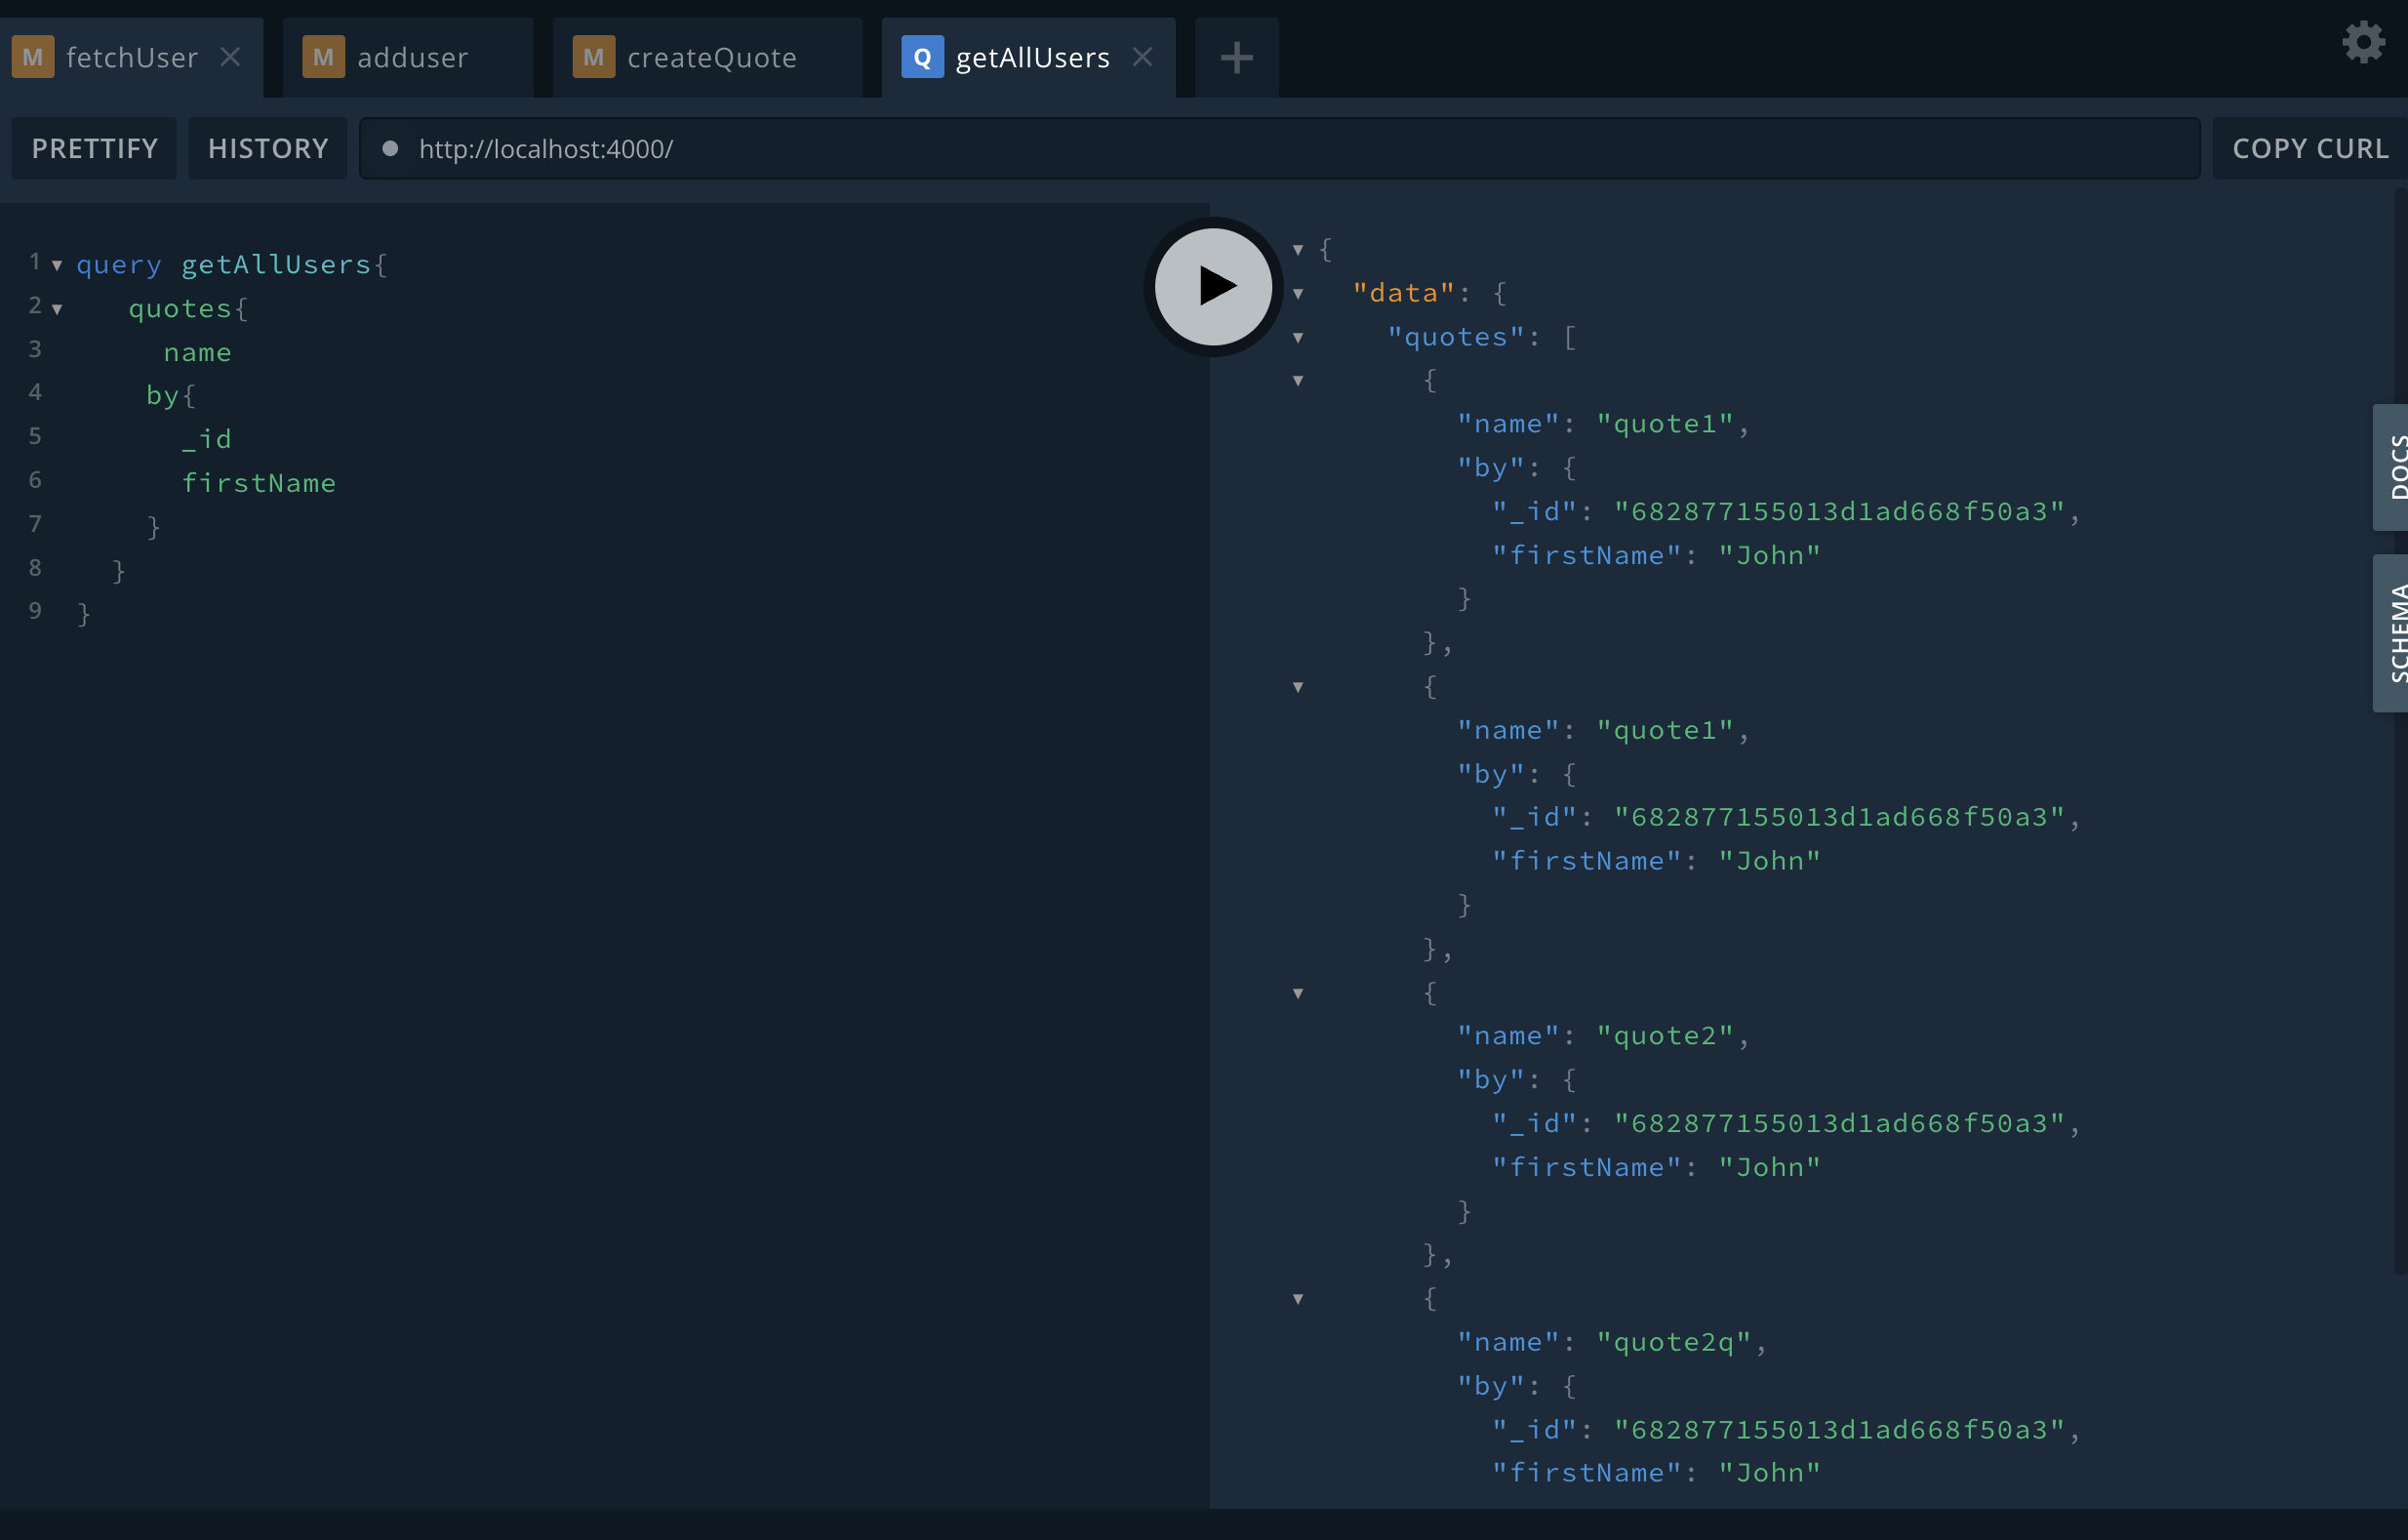 M fetchUser
M adduser
M createQuote
Q getAllUsers
PRETTIFY
HISTORY
http://localhost:4000/
COPY CURL
1 query getAllUsers{
2 quotes{
3 name
4 by{
5 _id
6 firstName
7 }
8 }
9 }
{
"data": {
"quotes": [
{
"name": "quote1",
"by": {
"_id": "682877155013d1ad668f50a3",
"firstName": "John"
}
},
{
"name": "quote1",
"by": {
"_id": "682877155013d1ad668f50a3",
"firstName": "John"
}
},
{
"name": "quote2",
"by": {
"_id": "682877155013d1ad668f50a3",
"firstName": "John"
}
},
{
"name": "quote2q",
"by": {
"_id": "682877155013d1ad668f50a3",
"firstName": "John"
DOCS
SCHEMA